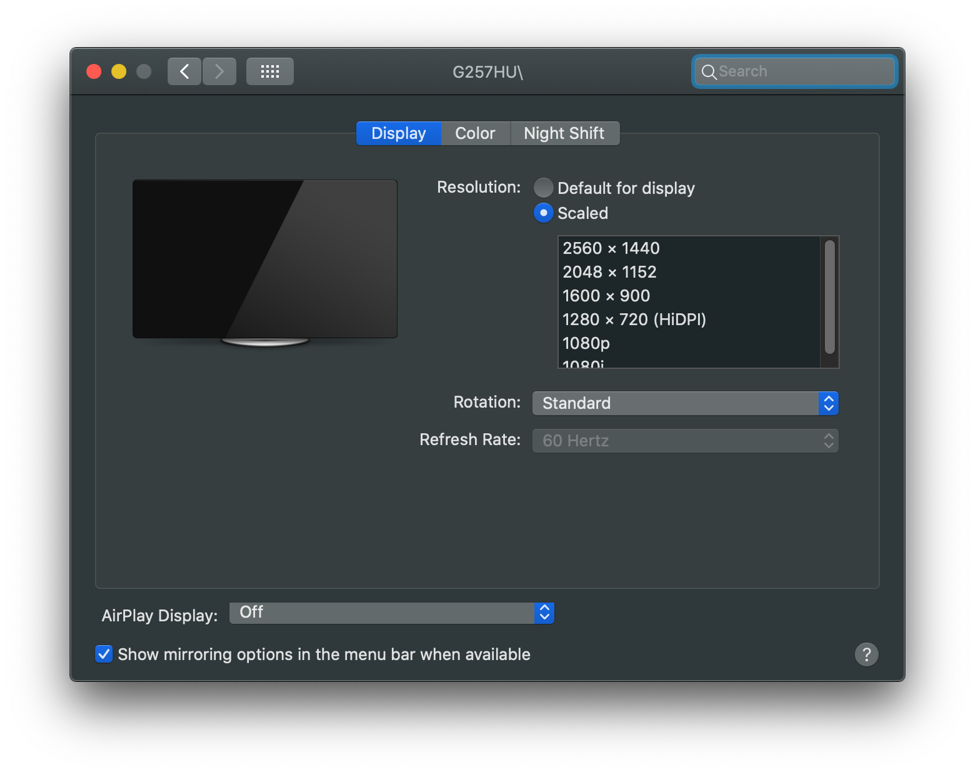 G257HU\
Search
Display
Color
Night Shift
Resolution:
Default for display
Scaled
2560 × 1440
2048 × 1152
1600 × 900
1280 × 720 (HiDPI)
1080p
1080i
Rotation:
Standard
Refresh Rate:
60 Hertz
AirPlay Display:
Off
Show mirroring options in the menu bar when available
?